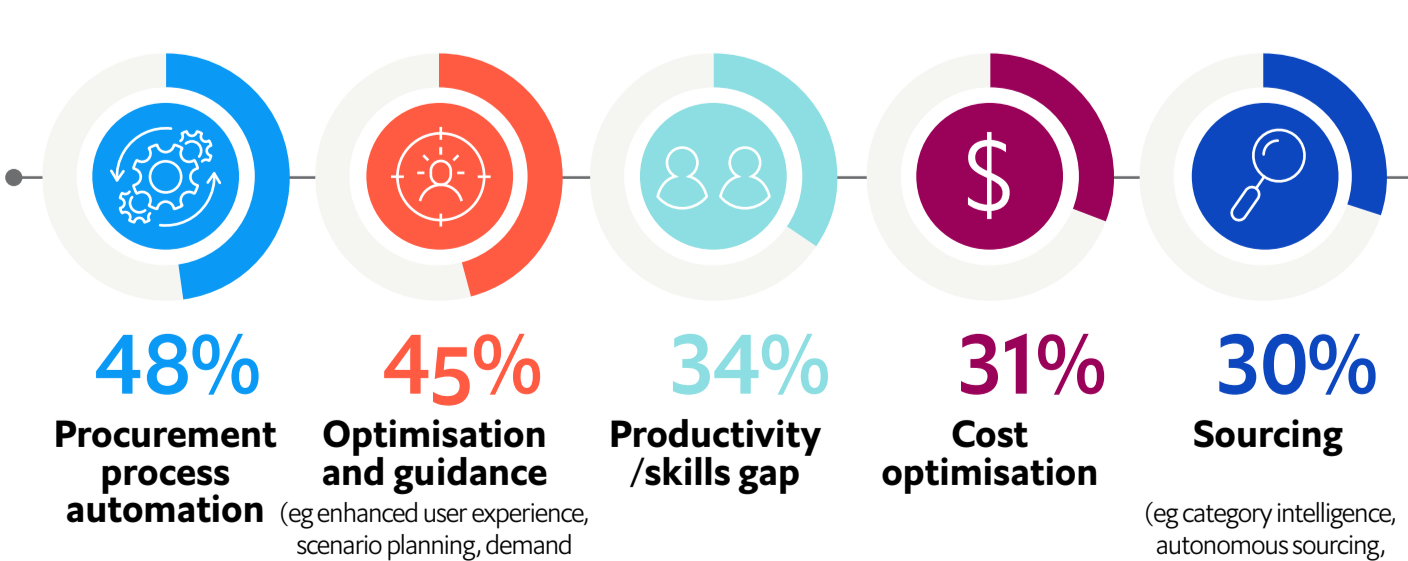 48%
Procurement
process
automation
45%
Optimisation
and guidance
(eg enhanced user experience,
scenario planning, demand
34%
Productivity
/skills gap
$
31%
Cost
optimisation
30%
Sourcing
(eg category intelligence,
autonomous sourcing,